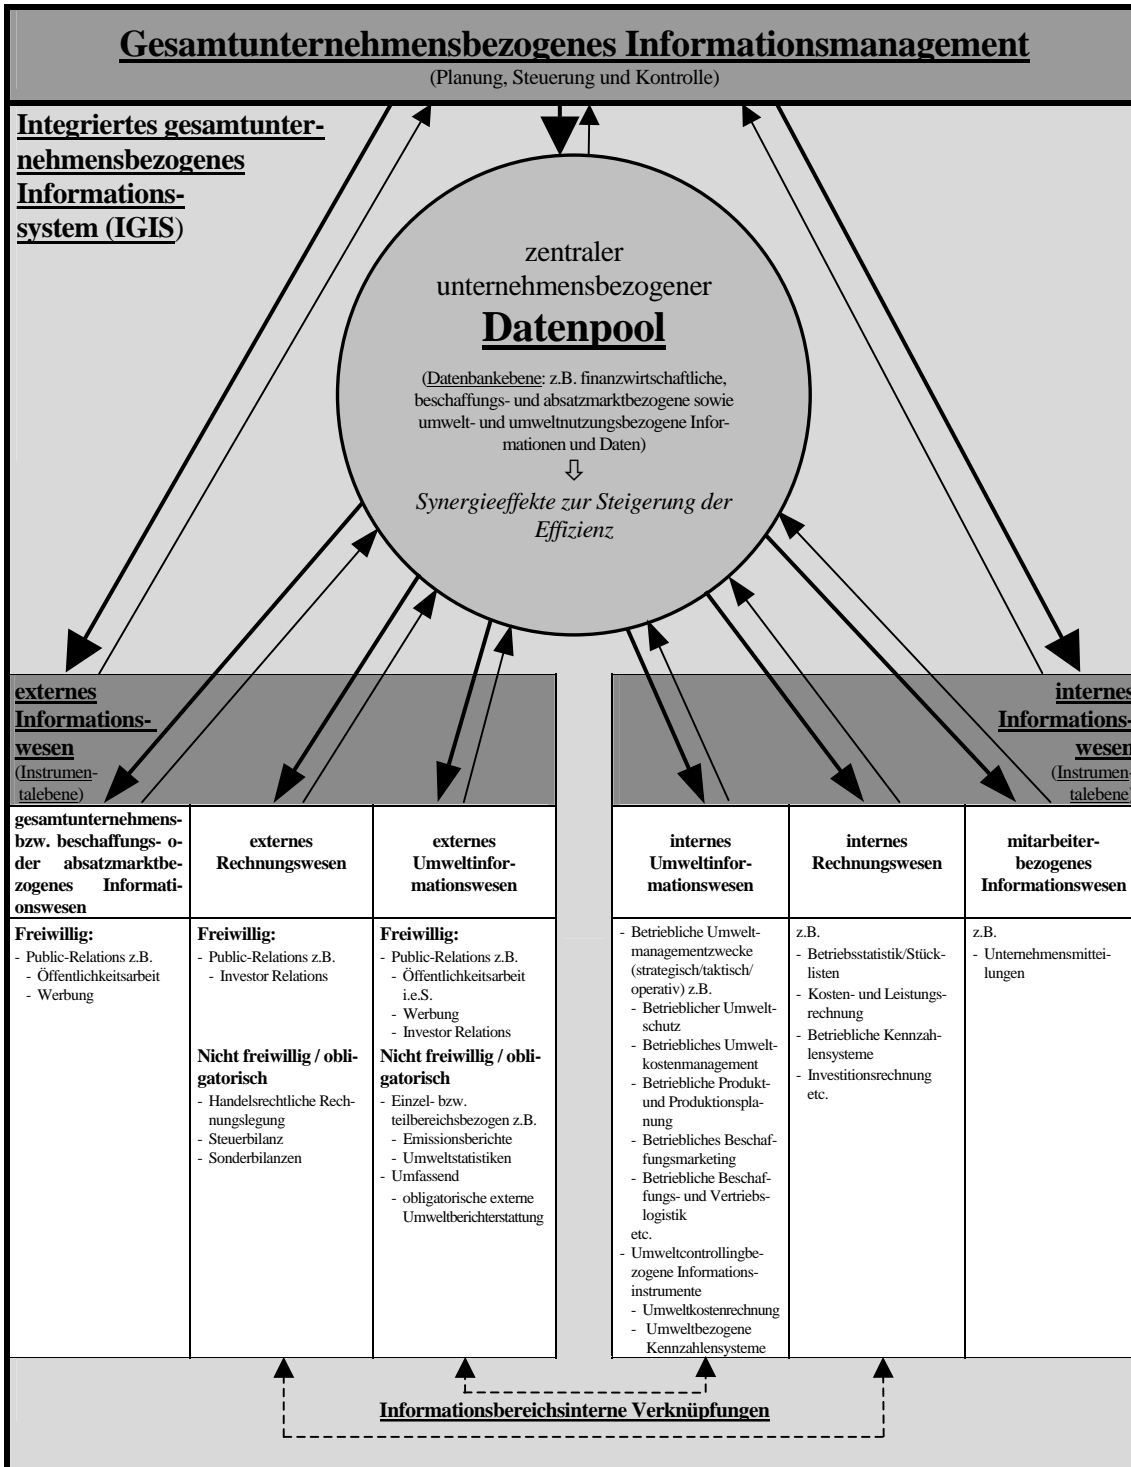 Gesamtunternehmensbezogenes Informationsmanagement
(Planung, Steuerung und Kontrolle)
Integriertes gesamtunter-
nehmensbezogenes
Informations-
system (IGIS)
zentraler
unternehmensbezogener
Datenpool
(Datenbankebene: z.B. finanzwirtschaftliche,
beschaffungs- und absatzmarktbezogene sowie
umwelt- und umweltnutzungsbezogene Infor-
mationen und Daten)
⇩
Synergieeffekte zur Steigerung der
Effizienz
externes
Informations-
wesen
(Instrumen-
talebene)
internes
Informations-
wesen
(Instrumen-
talebene)
gesamtunternehmens-
bzw. beschaffungs- o-
der absatzmarktbe-
zogenes Informati-
onswesen
externes
Rechnungswesen
externes
Umweltinfor-
mationswesen
internes
Umweltinfor-
mationswesen
internes
Rechnungswesen
mitarbeiter-
bezogenes
Informationswesen
Freiwillig:
- Public-Relations z.B.
- Öffentlichkeitsarbeit
- Werbung
Freiwillig:
- Public-Relations z.B.
- Investor Relations
Nicht freiwillig / obli-
gatorisch
- Handelsrechtliche Rech-
nungslegung
- Steuerbilanz
- Sonderbilanzen
Freiwillig:
- Public-Relations z.B.
- Öffentlichkeitsarbeit
i.e.S.
- Werbung
- Investor Relations
Nicht freiwillig / obli-
gatorisch
- Einzel- bzw.
teilbereichsbezogen z.B.
- Emissionsberichte
- Umweltstatistiken
- Umfassend
- obligatorische externe
Umweltberichterstattung
- Betriebliche Umwelt-
managementzwecke
(strategisch/taktisch/
operativ) z.B.
- Betrieblicher Umwelt-
schutz
- Betriebliches Umwelt-
kostenmanagement
- Betriebliche Produkt-
und Produktionspla-
nung
- Betriebliches Beschaf-
fungsmarketing
- Betriebliche Beschaf-
fungs- und Vertriebs-
logistik
etc.
- Umweltcontrollingbe-
zogene Informations-
instrumente
- Umweltkostenrechnung
- Umweltbezogene
Kennzahlensysteme
z.B.
- Betriebsstatistik/Stück-
listen
- Kosten- und Leistungs-
rechnung
- Betriebliche Kennzah-
lensysteme
- Investitionsrechnung
etc.
z.B.
- Unternehmensmittei-
lungen
Informationsbereichsinterne Verknüpfungen